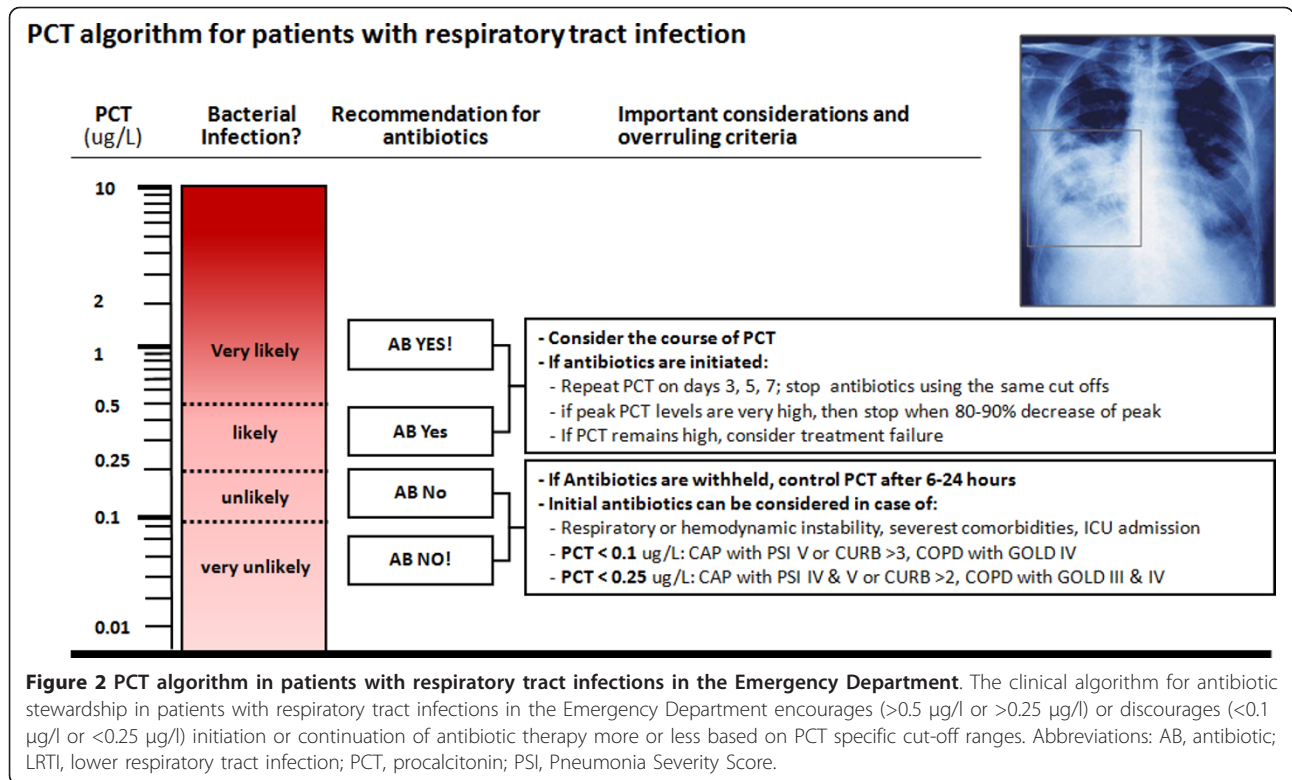 PCT algorithm for patients with respiratory tract infection
PCT
(ug/L)
Bacterial
Infection?
Recommendation for
antibiotics
Important considerations and
overruling criteria
10
2
1
0.5
0.25
0.1
0.01
Very likely
likely
unlikely
very unlikely
AB YES!
AB Yes
AB No
AB NO!
- Consider the course of PCT
- If antibiotics are initiated:
- Repeat PCT on days 3, 5, 7; stop antibiotics using the same cut offs
- if peak PCT levels are very high, then stop when 80-90% decrease of peak
- If PCT remains high, consider treatment failure
- If Antibiotics are withheld, control PCT after 6-24 hours
- Initial antibiotics can be considered in case of:
- Respiratory or hemodynamic instability, severest comorbidities, ICU admission
- PCT < 0.1 ug/L: CAP with PSI V or CURB >3, COPD with GOLD IV
- PCT < 0.25 ug/L: CAP with PSI IV & V or CURB >2, COPD with GOLD III & IV
Figure 2 PCT algorithm in patients with respiratory tract infections in the Emergency Department. The clinical algorithm for antibiotic
stewardship in patients with respiratory tract infections in the Emergency Department encourages (>0.5 μg/l or >0.25 μg/l) or discourages (<0.1
μg/l or <0.25 μg/l) initiation or continuation of antibiotic therapy more or less based on PCT specific cut-off ranges. Abbreviations: AB, antibiotic;
LRTI, lower respiratory tract infection; PCT, procalcitonin; PSI, Pneumonia Severity Score.